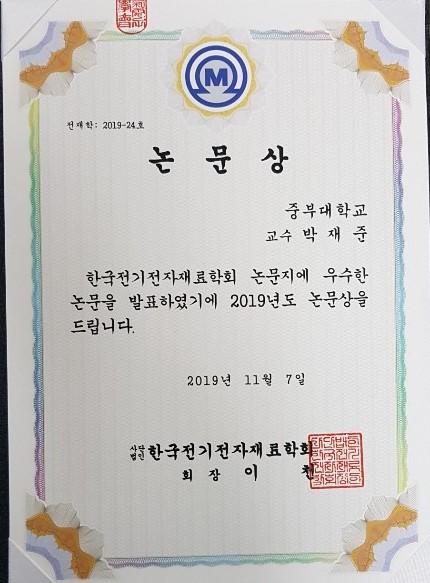 M
전재학: 2019-24호
논문상
중부대학교
교수 박재준
한국전기전자재료학회 논문지에 우수한
논문을 발표하였기에 2019년도 논문상을
드립니다.
2019년 11월 7일
사단법인 한국전기전자재료학회
회장 이 천